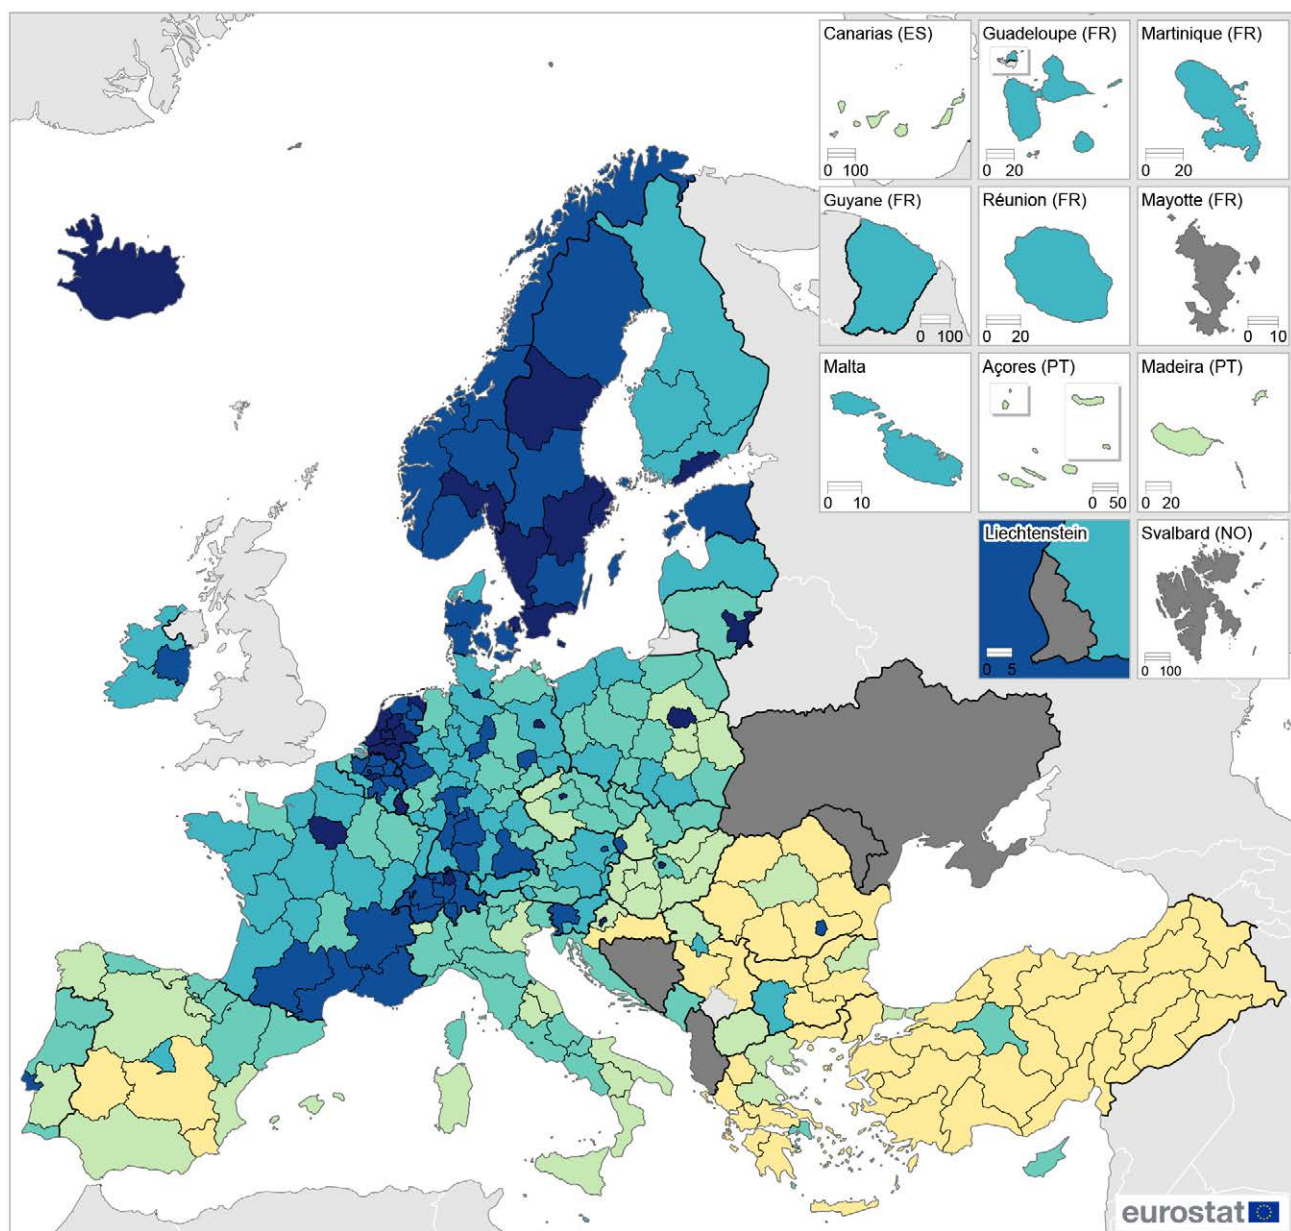 Canarias (ES)
0 100
Guadeloupe (FR)
0 20
Martinique (FR)
0 20
Guyane (FR)
0 100
Réunion (FR)
0 20
Mayotte (FR)
0 10
Malta
0 10
Açores (PT)
0 50
Madeira (PT)
0 20
Liechtenstein
0 5
Svalbard (NO)
0 100
eurostat